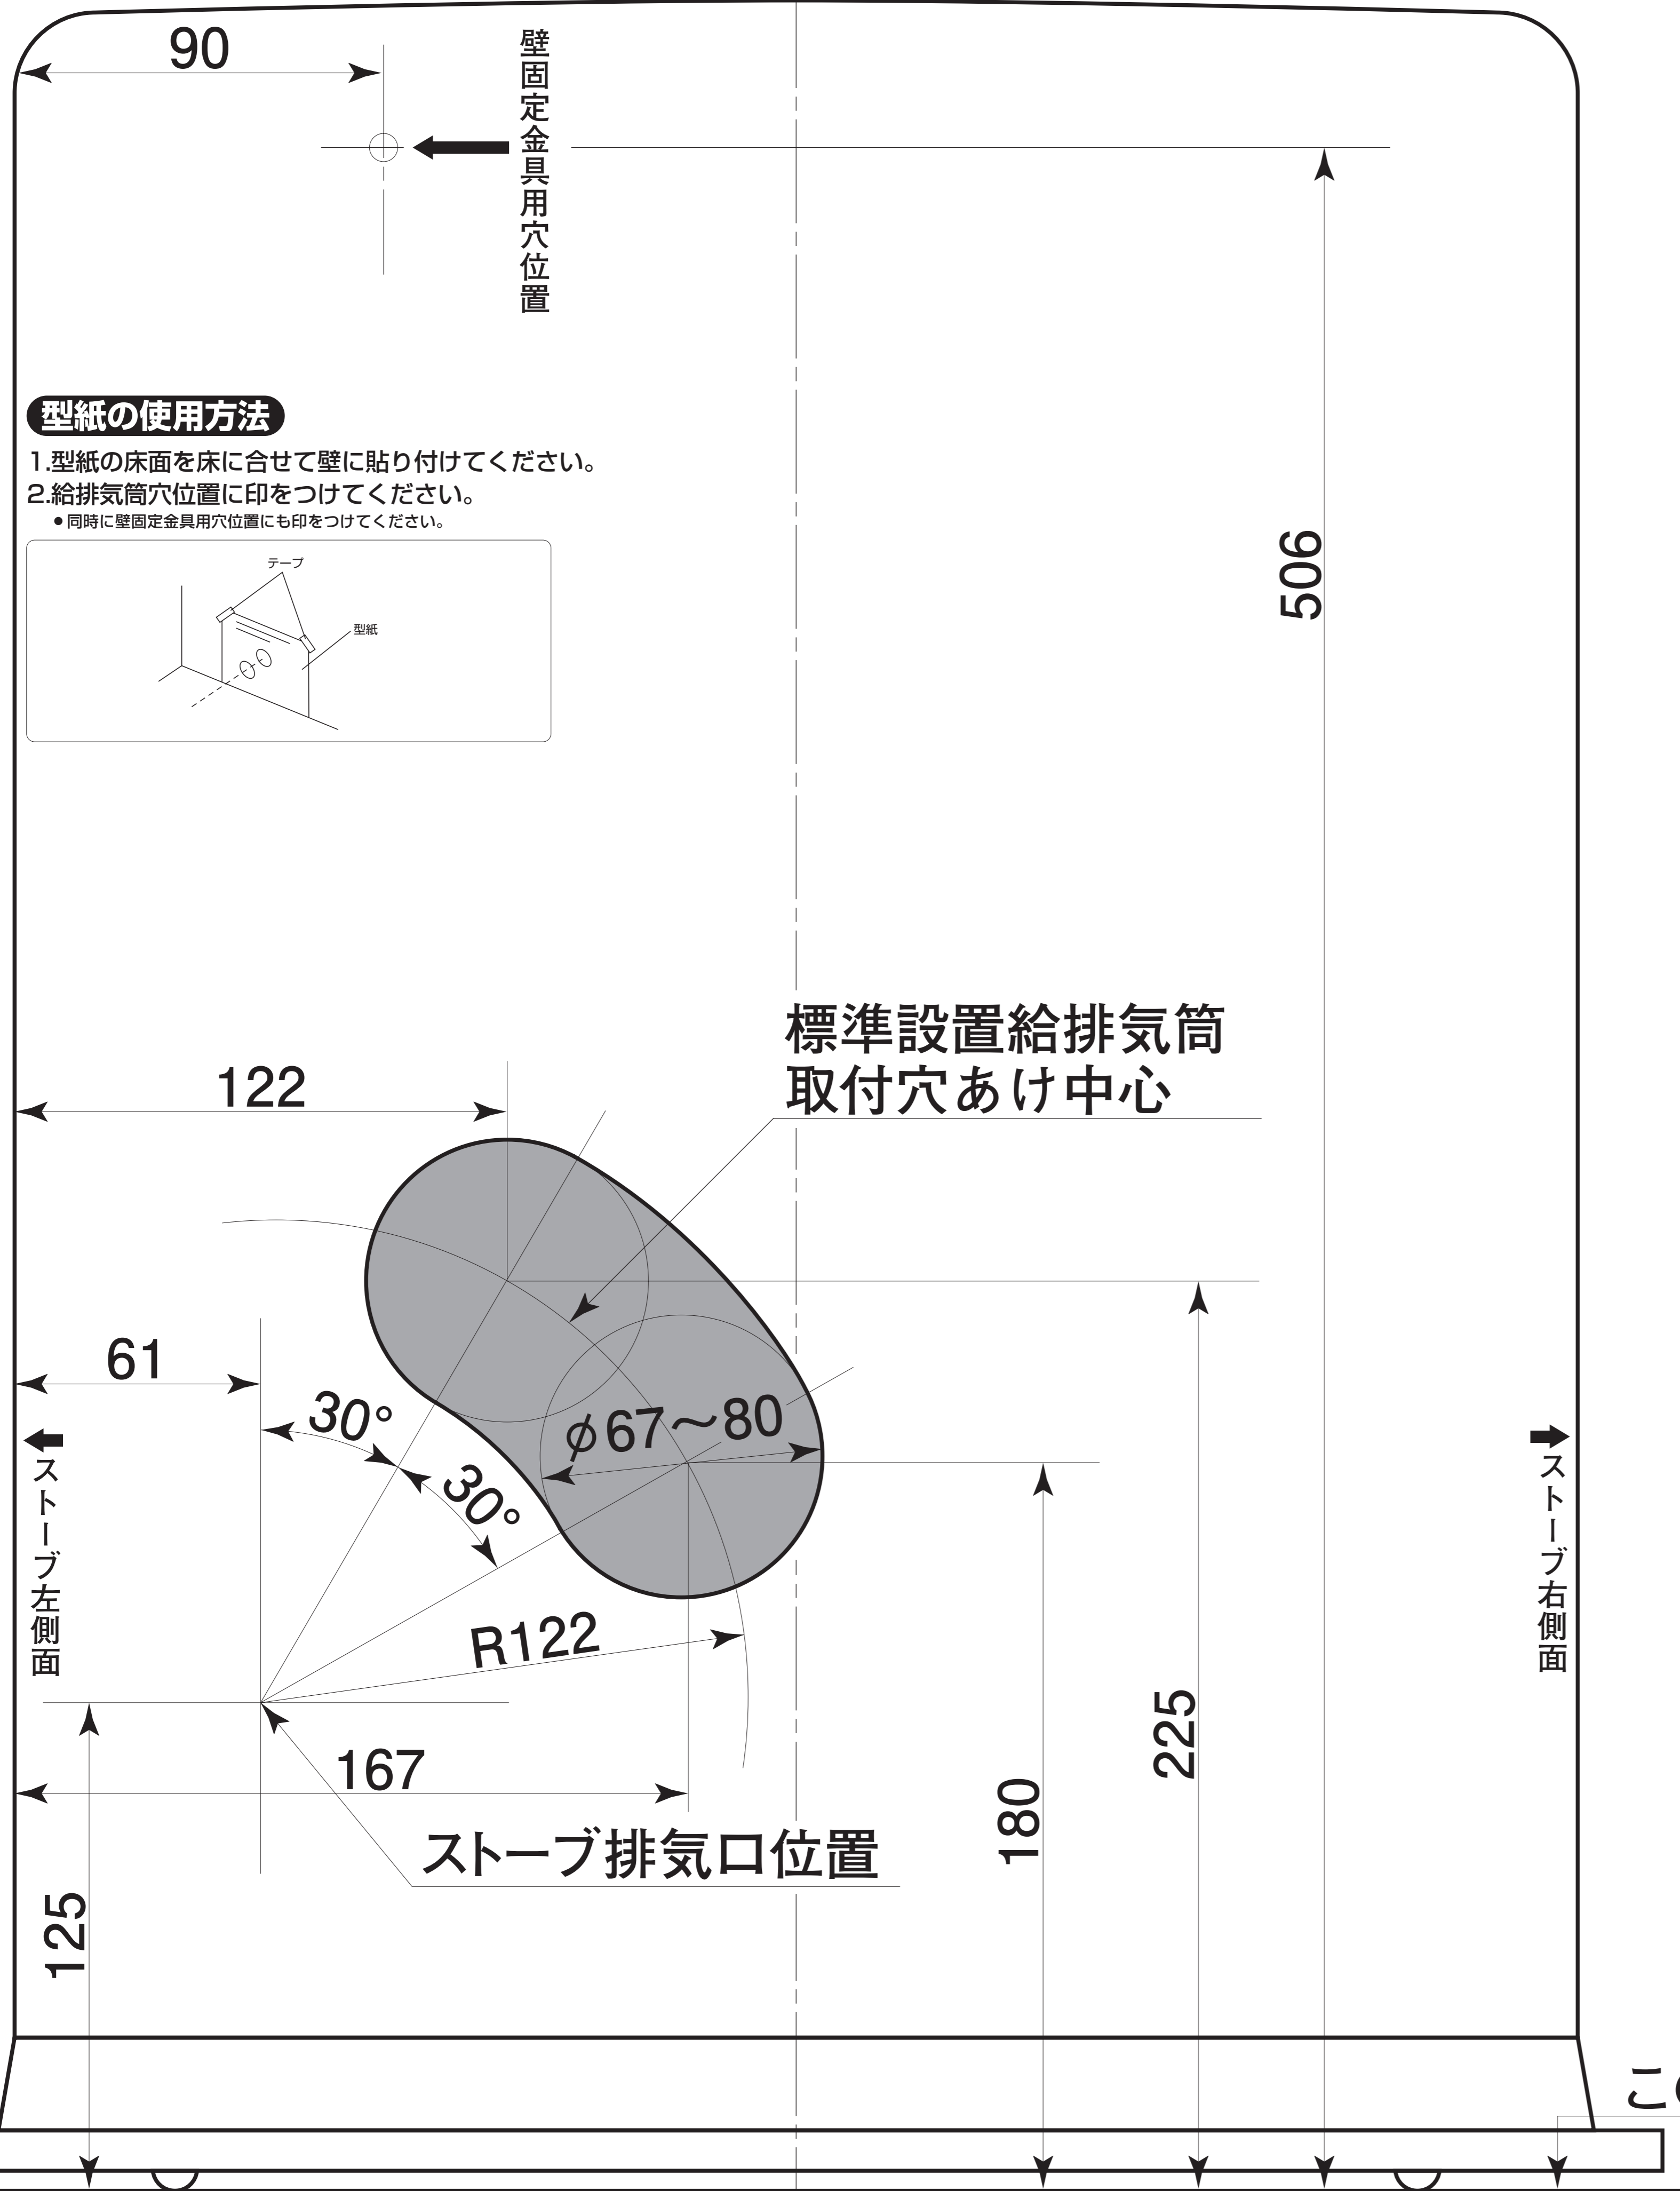 90
壁固定金具用穴位置
型紙の使用方法
1.型紙の床面を床に合せて壁に貼り付けてください。
2.給排気筒穴位置に印をつけてください。
●同時に壁固定金具用穴位置にも印をつけてください。
テープ
型紙
506
標準設置給排気筒
取付穴あけ中心
122
61
30°
30°
φ67〜80
ストーブ左側面
ストーブ右側面
R122
225
167
180
ストーブ排気口位置
125